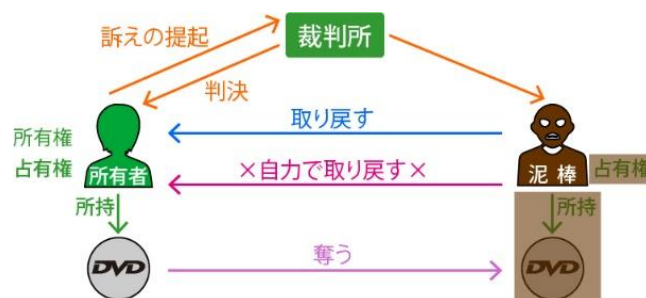 訴えの提起
裁判所
判決
取り戻す
所有権
占有権
所有者
×自力で取り戻す×
泥棒
占有権
所持
所持
DVD
奪う
DVD